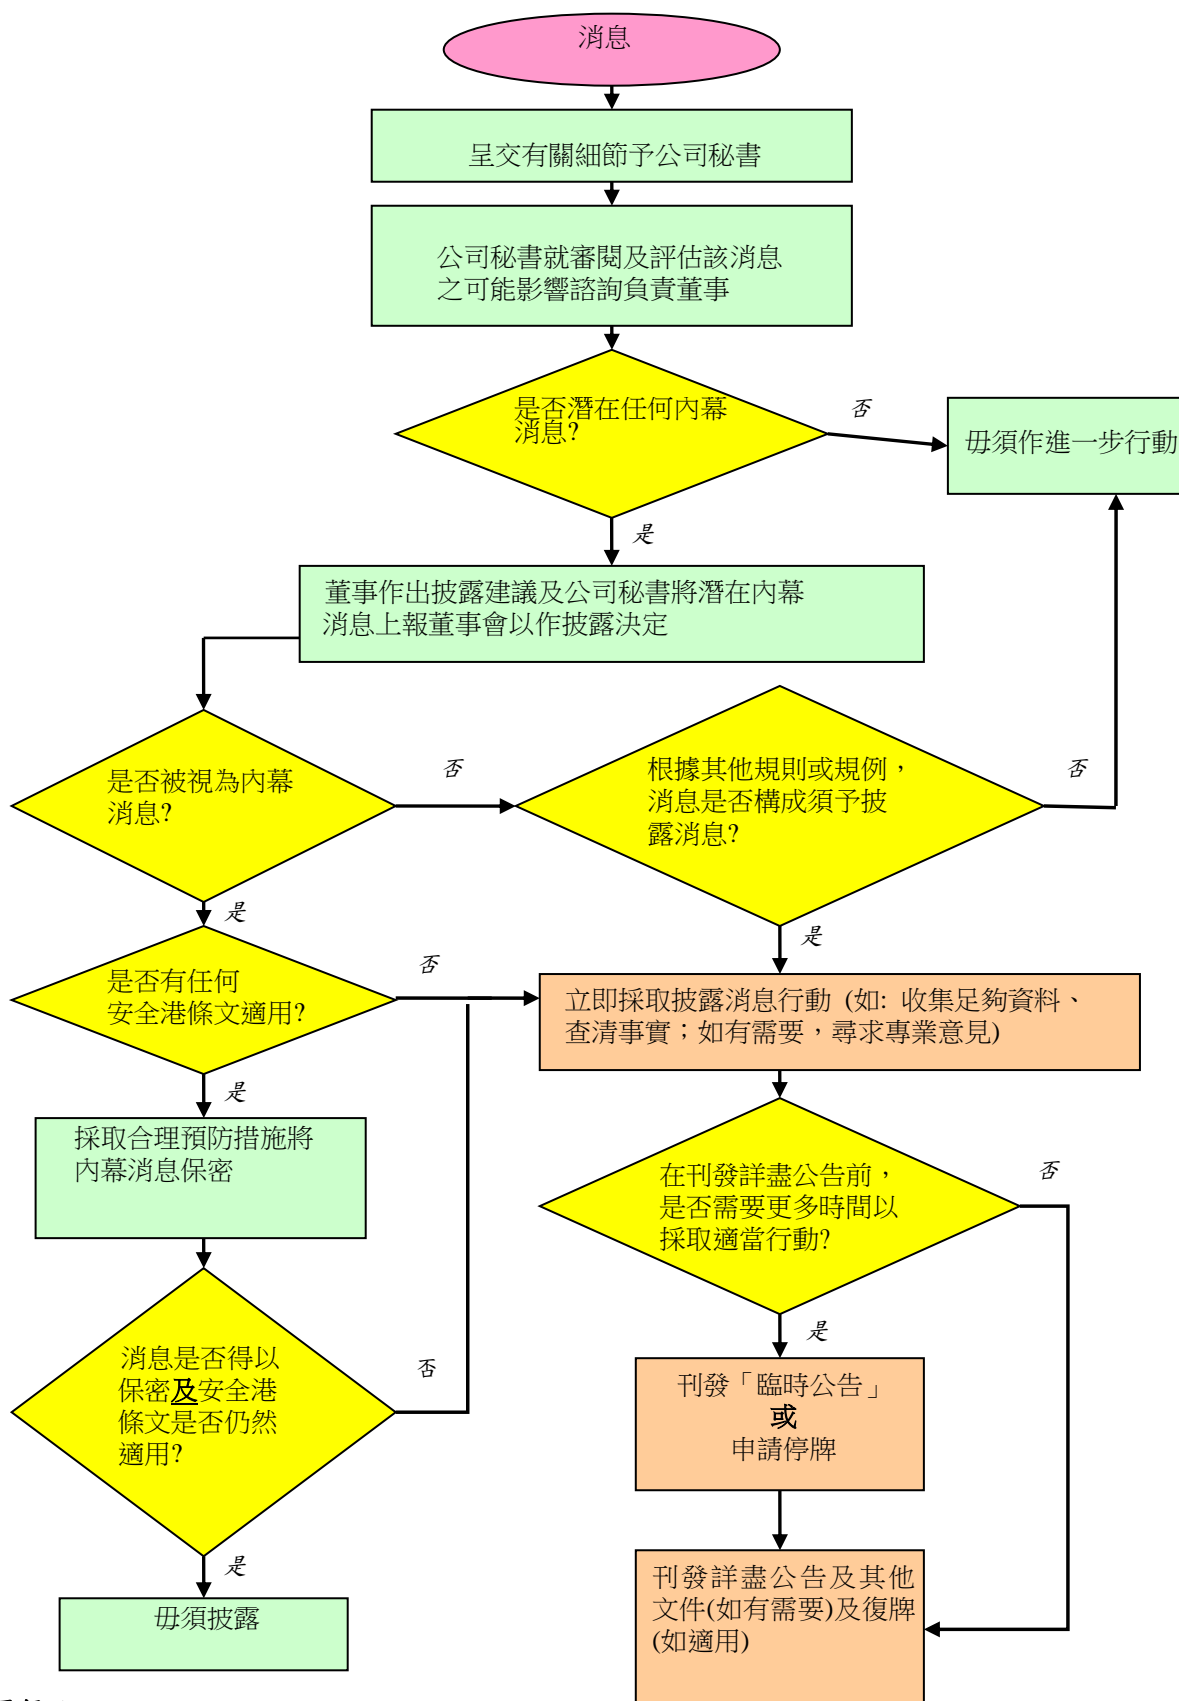 消息
呈交有關細節予公司秘書
公司秘書就審閱及評估該消息
之可能影響諮詢負責董事
是否潛在任何內幕
消息?
否
毋須作進一步行動
是
董事作出披露建議及公司秘書將潛在內幕
消息上報董事會以作披露決定
是否被視為內幕
消息?
否
根據其他規則或規例，
消息是否構成須予披
露消息?
否
是
是
是否有任何
安全港條文適用?
否
立即採取披露消息行動 (如: 收集足夠資料、
查清事實；如有需要，尋求專業意見)
是
採取合理預防措施將
內幕消息保密
在刊發詳盡公告前，
是否需要更多時間以
採取適當行動?
否
是
消息是否得以
保密及安全港
條文是否仍然
適用?
否
刊發「臨時公告」
或
申請停牌
是
毋須披露
刊發詳盡公告及其他
文件(如有需要)及復牌
(如適用)